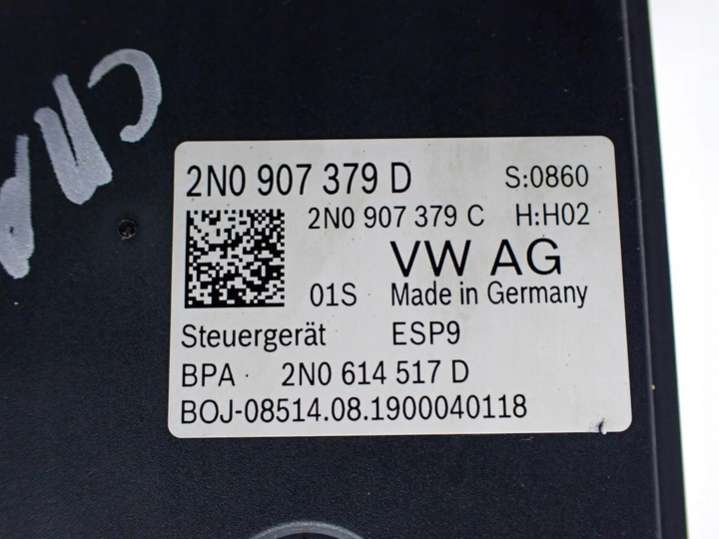 2N0 907 379 D S:0860
2N0 907 379 C H:H02
VW AG
01S Made in Germany
Steuergerät ESP9
BPA 2N0 614 517 D
BOJ-08514.08.1900040118